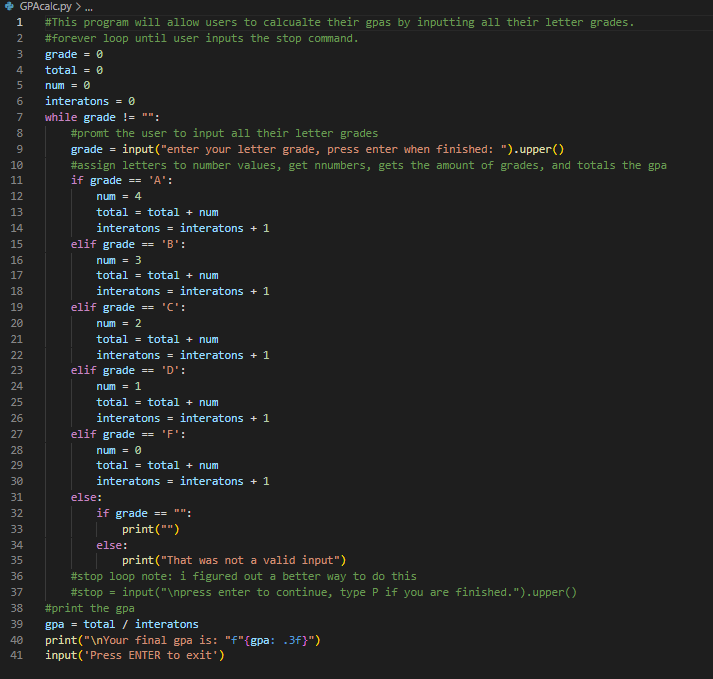 GPAcalc.py > ...
1 #This program will allow users to calcualte their gpas by inputting all their letter grades.
2 #forever loop until user inputs the stop command.
3 grade = 0
4 total = 0
5 num = 0
6 interatons = 0
7 while grade != "":
8     #promt the user to input all their letter grades
9     grade = input("enter your letter grade, press enter when finished: ").upper()
10     #assign letters to number values, get nnumbers, gets the amount of grades, and totals the gpa
11     if grade == 'A':
12         num = 4
13         total = total + num
14         interatons = interatons + 1
15     elif grade == 'B':
16         num = 3
17         total = total + num
18         interatons = interatons + 1
19     elif grade == 'C':
20         num = 2
21         total = total + num
22         interatons = interatons + 1
23     elif grade == 'D':
24         num = 1
25         total = total + num
26         interatons = interatons + 1
27     elif grade == 'F':
28         num = 0
29         total = total + num
30         interatons = interatons + 1
31     else:
32         if grade == "":
33             print("")
34         else:
35             print("That was not a valid input")
36     #stop loop note: i figured out a better way to do this
37     #stop = input("\npress enter to continue, type P if you are finished.").upper()
38 #print the gpa
39 gpa = total / interatons
40 print("\nYour final gpa is: "f"{gpa: .3f}")
41 input('Press ENTER to exit')